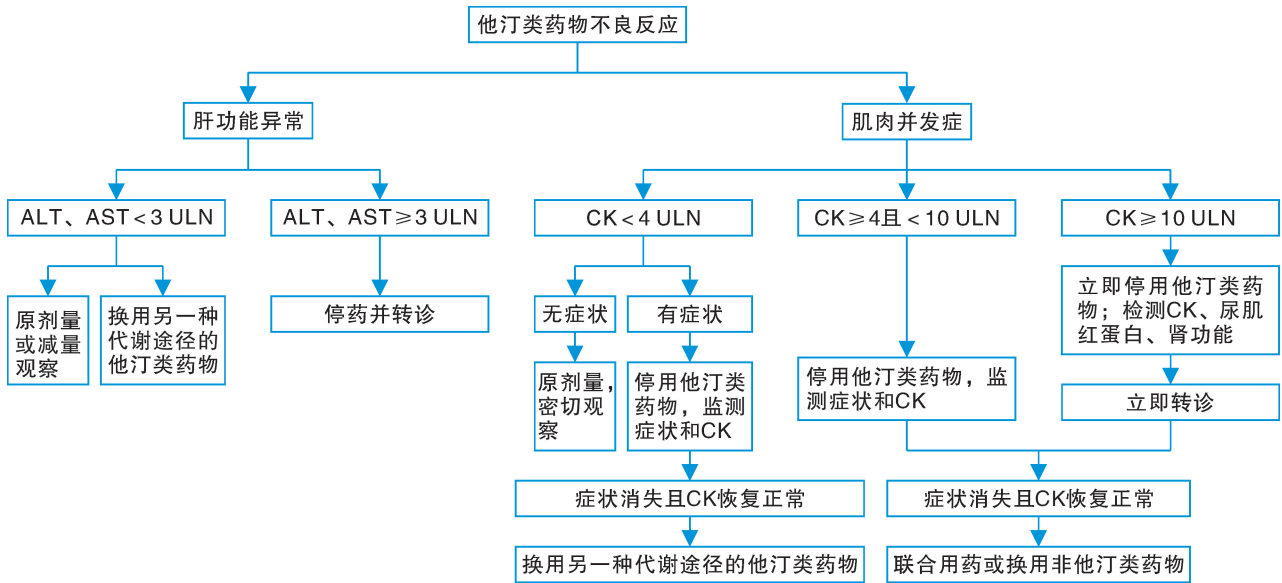 他汀类药物不良反应
肝功能异常
肌肉并发症
ALT、AST<3 ULN
ALT、AST≥3 ULN
CK<4 ULN
CK≥4且<10 ULN
CK≥10 ULN
原剂量
或减量
观察
换用另一种
代谢途径的
他汀类药物
停药并转诊
无症状
有症状
立即停用他汀类药
物；检测CK、尿肌
红蛋白、肾功能
原剂量，
密切观
察
停用他汀类
药物，监测
症状和CK
停用他汀类药物，监
测症状和CK
立即转诊
症状消失且CK恢复正常
症状消失且CK恢复正常
换用另一种代谢途径的他汀类药物
联合用药或换用非他汀类药物